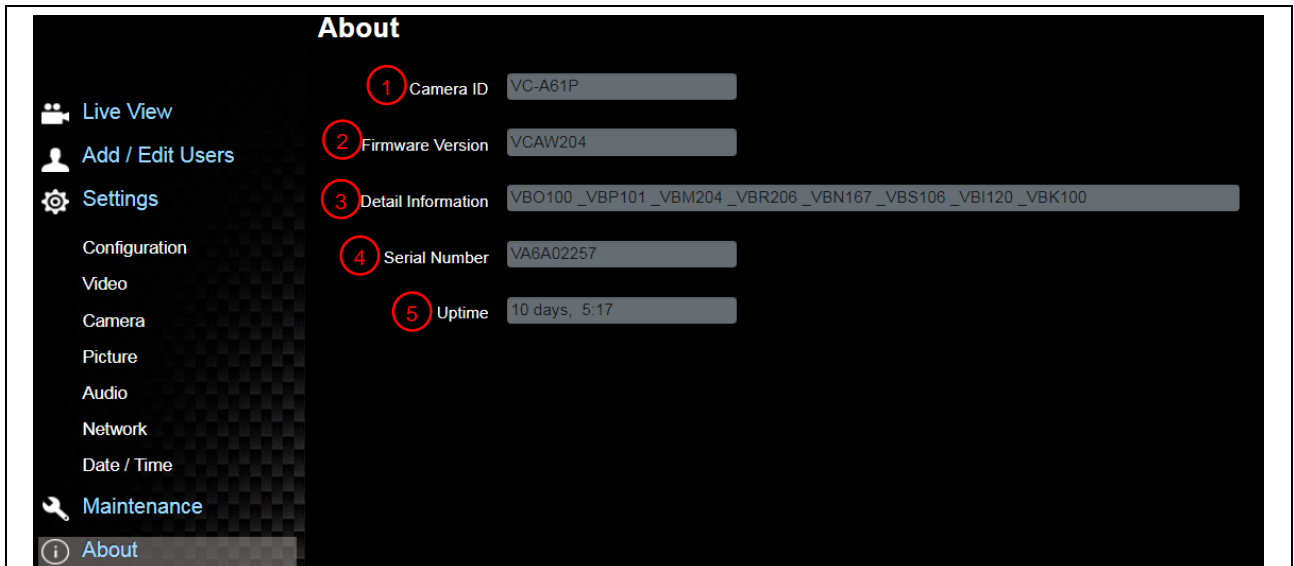 About
1 Camera ID VC-A61P
Live View
2 Firmware Version VCAW204
Add / Edit Users
Settings
3 Detail Information VBO100 _VBP101 _VBM204 _VBR206 _VBN167 _VBS106 _VBI120 _VBK100
Configuration
4 Serial Number VA6A02257
Video
5 Uptime 10 days, 5:17
Camera
Picture
Audio
Network
Date / Time
Maintenance
About